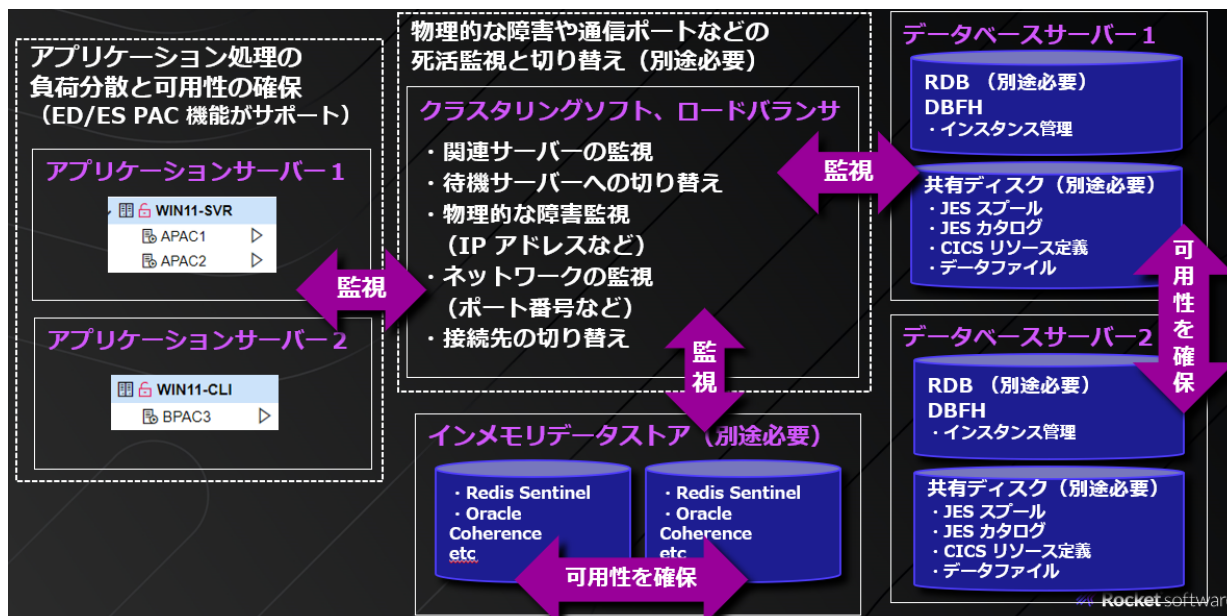 アプリケーション処理の
負荷分散と可用性の確保
（ED/ES PAC 機能がサポート）
アプリケーションサーバー１
WIN11-SVR
APAC1
APAC2
アプリケーションサーバー２
WIN11-CLI
BPAC3
監視
物理的な障害や通信ポートなどの
死活監視と切り替え（別途必要）
クラスタリングソフト、ロードバランサ
・関連サーバーの監視
・待機サーバーへの切り替え
・物理的な障害監視
（IP アドレスなど）
・ネットワークの監視
（ポート番号など）
・接続先の切り替え
監視
監視
インメモリデータストア（別途必要）
・Redis Sentinel
・Oracle
Coherence
etc
・Redis Sentinel
・Oracle
Coherence
etc
可用性を確保
データベースサーバー１
RDB （別途必要）
DBFH
・インスタンス管理
共有ディスク（別途必要）
・JES スプール
・JES カタログ
・CICS リソース定義
・データファイル
可用性を確保
データベースサーバー2
RDB （別途必要）
DBFH
・インスタンス管理
共有ディスク（別途必要）
・JES スプール
・JES カタログ
・CICS リソース定義
・データファイル
Rocket software